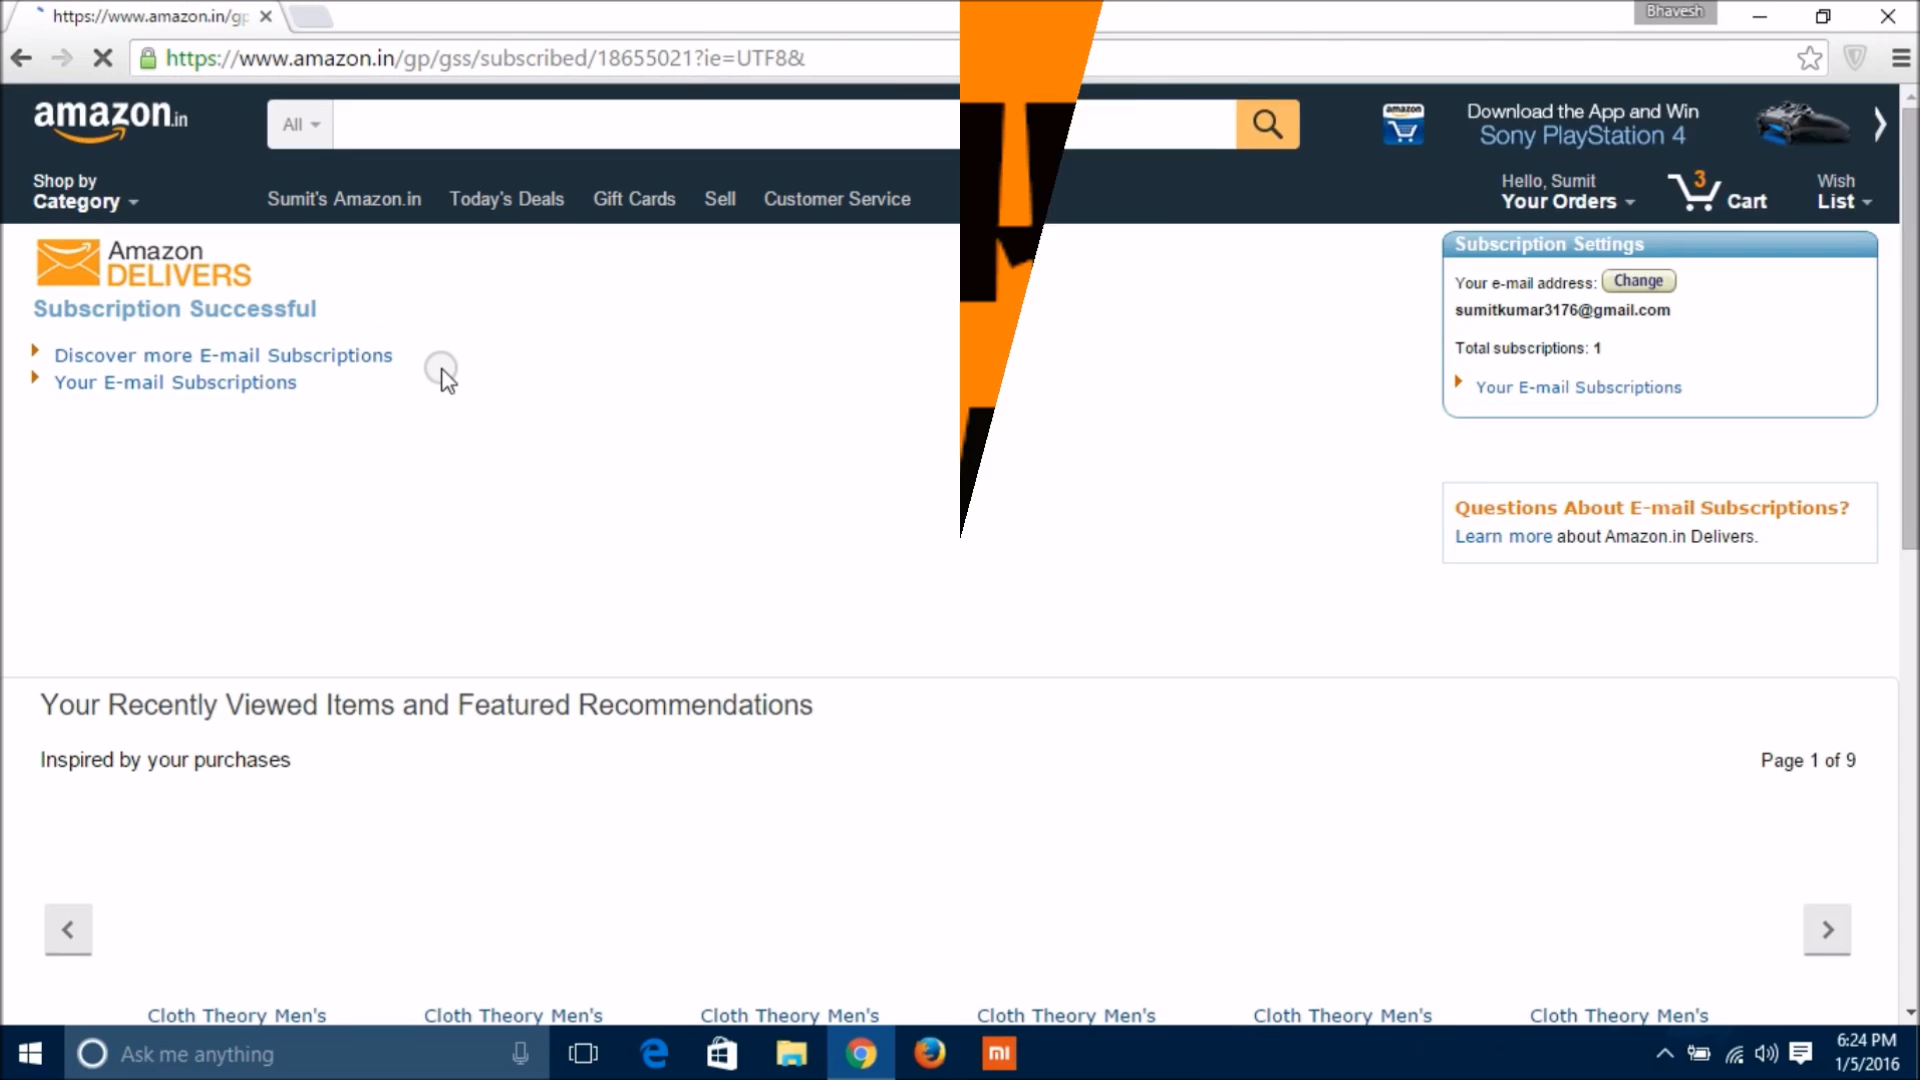 https://www.amazon.in/gp
Bhavesh
https://www.amazon.in/gp/gss/subscribed/18655021?ie=UTF8&
amazon.in
All
amazon
Download the App and Win
Sony PlayStation 4
Shop by
Category
Sumit's Amazon.in
Today's Deals
Gift Cards
Sell
Customer Service
Hello, Sumit
Your Orders
3
Cart
Wish
List
Amazon
DELIVERS
Subscription Successful
Discover more E-mail Subscriptions
Your E-mail Subscriptions
Subscription Settings
Your e-mail address: Change
sumitkumar3176@gmail.com
Total subscriptions: 1
Your E-mail Subscriptions
Questions About E-mail Subscriptions?
Learn more about Amazon.in Delivers.
Your Recently Viewed Items and Featured Recommendations
Inspired by your purchases
Page 1 of 9
Cloth Theory Men's
Cloth Theory Men's
Cloth Theory Men's
Cloth Theory Men's
Cloth Theory Men's
Cloth Theory Men's
Ask me anything
mi
6:24 PM
1/5/2016